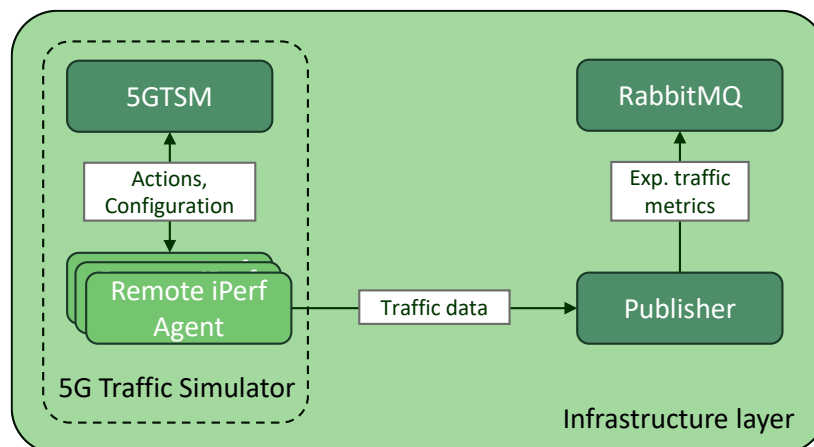 5GTSM
RabbitMQ
Actions,
Configuration
Exp. traffic
metrics
Remote iPerf
Agent
Traffic data
Publisher
5G Traffic Simulator
Infrastructure layer